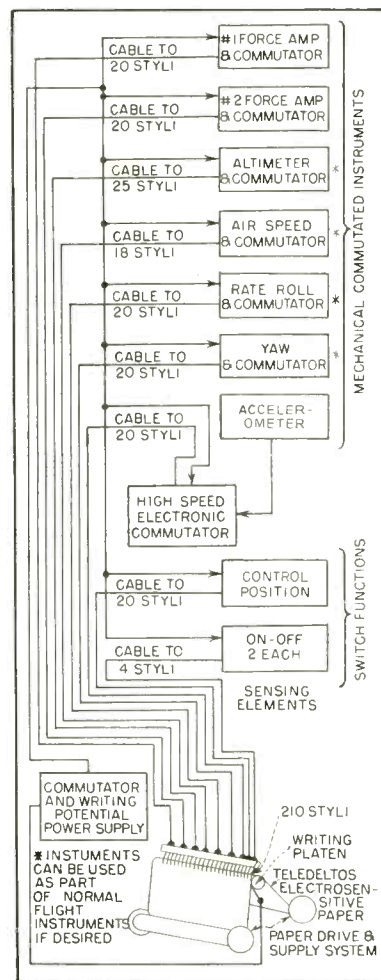 CABLE TO
20 STYLI
#1 FORCE AMP
& COMMUTATOR
CABLE TO
20 STYLI
#2 FORCE AMP
& COMMUTATOR
CABLE TO
25 STYLI
ALTIMETER
& COMMUTATOR *
CABLE TO
18 STYLI
AIR SPEED
& COMMUTATOR *
CABLE TO
20 STYLI
RATE ROLL
& COMMUTATOR *
CABLE TO
20 STYLI
YAW
& COMMUTATOR *
CABLE TO
20 STYLI
ACCELER-
OMETER
MECHANICAL COMMUTATED INSTRUMENTS
HIGH SPEED
ELECTRONIC
COMMUTATOR
CABLE TO
20 STYLI
CONTROL
POSITION
CABLE TO
4 STYLI
ON-OFF
2 EACH
SWITCH FUNCTIONS
SENSING
ELEMENTS
COMMUTATOR
AND WRITING
POTENTIAL
POWER SUPPLY
* INSTUMENTS
CAN BE USED
AS PART
OF NORMAL
FLIGHT
INSTRUMENTS
IF DESIRED
210 STYLI
WRITING
PLATEN
TELEDELTOS
ELECTROSEN-
SITIVE
PAPER
PAPER DRIVE &
SUPPLY SYSTEM